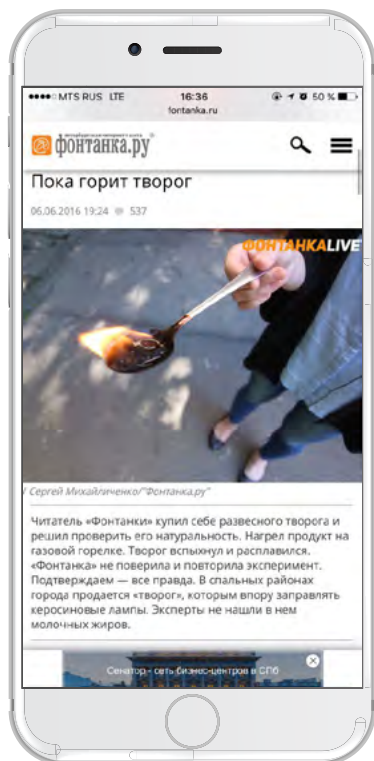 MTS RUS LTE 16:36 50 %
fontanka.ru
фонтанка.ру
Пока горит творог
06.06.2016 19:24 537
ФОНТАНКАLIVE
/ Сергей Михайличенко/"Фонтанка.ру"
Читатель «Фонтанки» купил себе развесного творога и
решил проверить его натуральность. Нагрел продукт на
газовой горелке. Творог вспыхнул и расплавился.
«Фонтанка» не поверила и повторила эксперимент.
Подтверждаем — все правда. В спальных районах
города продается «творог», которым впору заправлять
керосиновые лампы. Эксперты не нашли в нем
молочных жиров.
Сенатор - сеть бизнес-центров в СПб